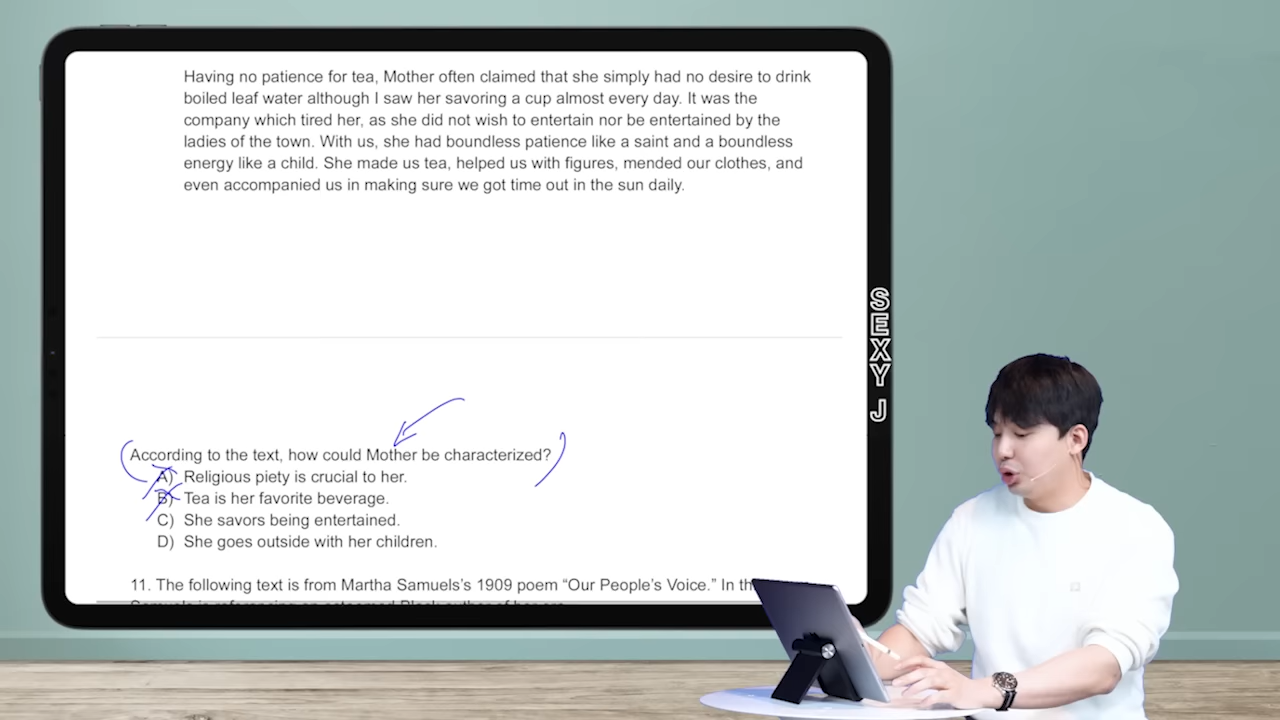 Having no patience for tea, Mother often claimed that she simply had no desire to drink
boiled leaf water although I saw her savoring a cup almost every day. It was the
company which tired her, as she did not wish to entertain nor be entertained by the
ladies of the town. With us, she had boundless patience like a saint and a boundless
energy like a child. She made us tea, helped us with figures, mended our clothes, and
even accompanied us in making sure we got time out in the sun daily.
According to the text, how could Mother be characterized?
A) Religious piety is crucial to her.
B) Tea is her favorite beverage.
C) She savors being entertained.
D) She goes outside with her children.
11. The following text is from Martha Samuels's 1909 poem “Our People's Voice.” In
SEXY J